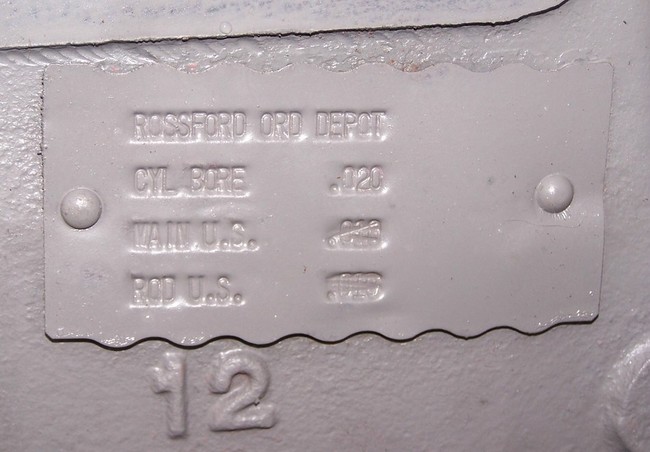 ROSSFORD ORD DEPOT
CYL BORE .020
MAIN U.S.
ROD U.S.
12